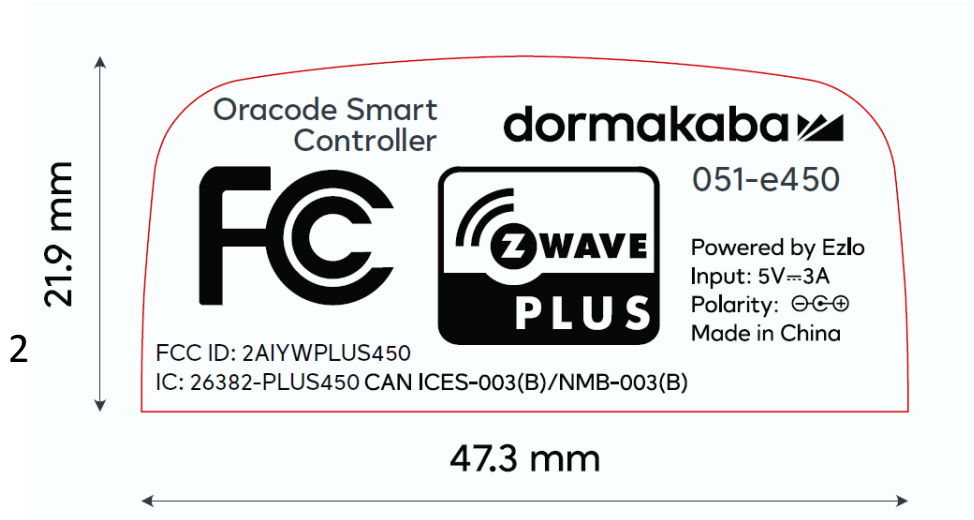 Oracode Smart
Controller
dormakaba
051-e450
FC
Z WAVE
PLUS
Powered by Ezlo
Input: 5V⎓3A
Polarity:
Made in China
FCC ID: 2AIYWPLUS450
IC: 26382-PLUS450 CAN ICES-003(B)/NMB-003(B)
21.9 mm
2
47.3 mm